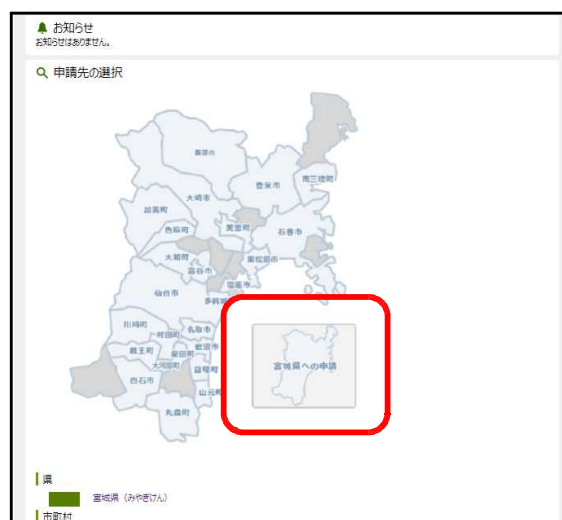 お知らせ
お知らせはありません。
申請先の選択
栗原市
登米市
南三陸町
大崎市
加美町
色麻町
美里町
石巻市
大和町
東松島市
富谷市
塩竈市
仙台市
多賀城
川崎町
村田町
名取市
岩沼市
蔵王町
柴田町
大河原町
亘理町
白石市
山元町
丸森町
宮城県への申請
県
宮城県（みやぎけん）
市町村